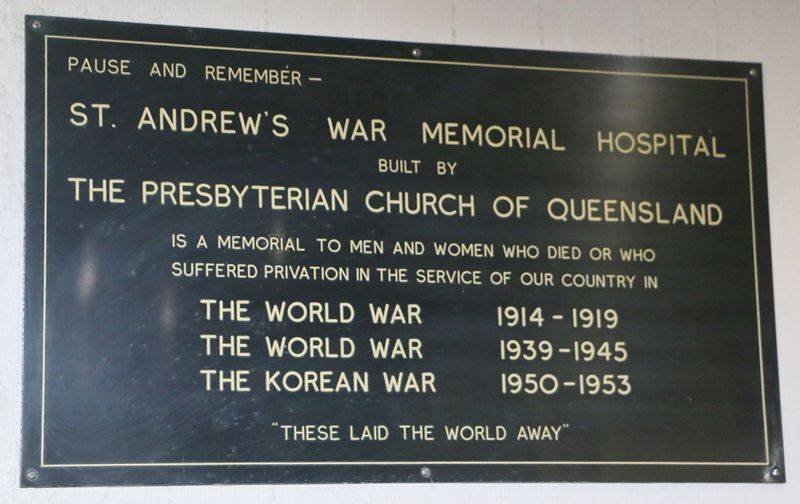 PAUSE AND REMEMBER –
ST. ANDREW'S WAR MEMORIAL HOSPITAL
BUILT BY
THE PRESBYTERIAN CHURCH OF QUEENSLAND
IS A MEMORIAL TO MEN AND WOMEN WHO DIED OR WHO
SUFFERED PRIVATION IN THE SERVICE OF OUR COUNTRY IN
THE WORLD WAR 1914 – 1919
THE WORLD WAR 1939 – 1945
THE KOREAN WAR 1950 – 1953
"THESE LAID THE WORLD AWAY"